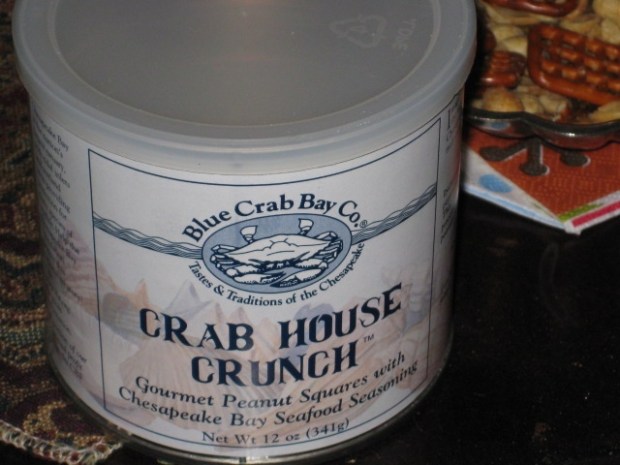 Blue Crab Bay Co.®
Tastes & Traditions of the Chesapeake
CRAB HOUSE
CRUNCH™
Gourmet Peanut Squares with
Chesapeake Bay Seafood Seasoning
Net Wt 12 oz (341g)